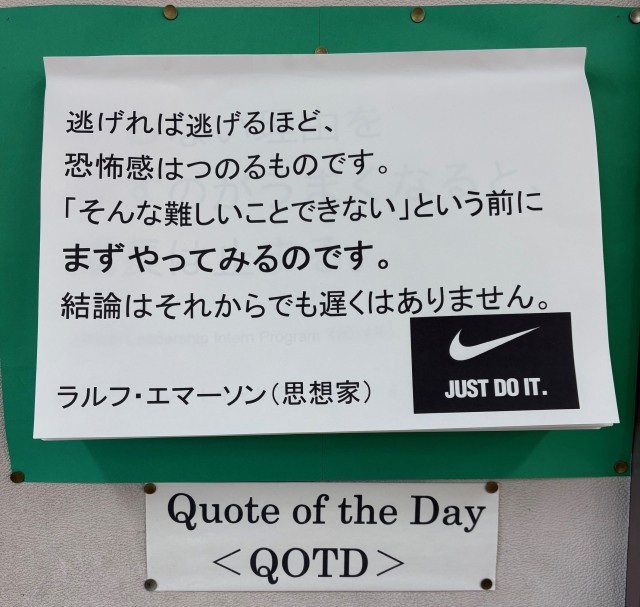 逃げれば逃げるほど、
恐怖感はつのるものです。
「そんな難しいことできない」という前に
まずやってみるのです。
結論はそれからでも遅くはありません。
JUST DO IT.
ラルフ・エマーソン（思想家）
Quote of the Day
＜QOTD＞